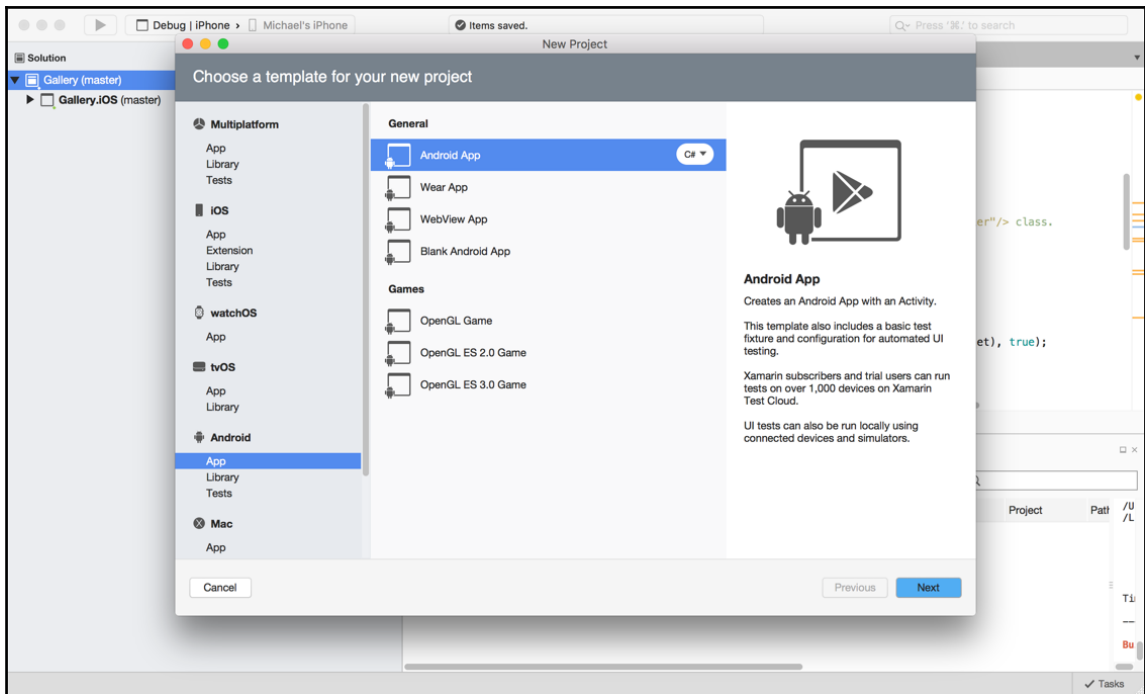 Debug | iPhone › Michael's iPhone
Items saved.
Press '⌘.' to search
Solution
Gallery (master)
Gallery.iOS (master)
New Project
Choose a template for your new project
Multiplatform
App
Library
Tests
iOS
App
Extension
Library
Tests
watchOS
App
tvOS
App
Library
Android
App
Library
Tests
Mac
App
General
Android App
C#
Wear App
WebView App
Blank Android App
Games
OpenGL Game
OpenGL ES 2.0 Game
OpenGL ES 3.0 Game
Android App
Creates an Android App with an Activity.
This template also includes a basic test
fixture and configuration for automated UI
testing.
Xamarin subscribers and trial users can run
tests on over 1,000 devices on Xamarin
Test Cloud.
UI tests can also be run locally using
connected devices and simulators.
Cancel
Previous
Next
er"/> class.
et), true);
Project
Path
/U
/L
Ti
--
Bu
Tasks